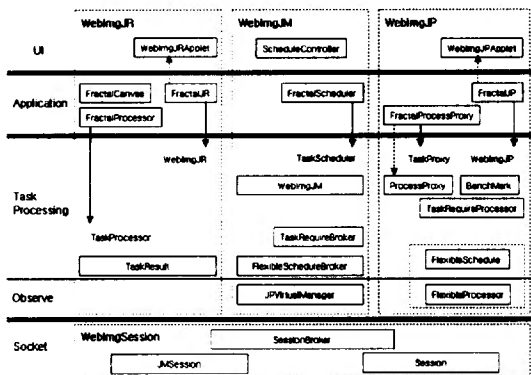 WebImgJR
WebImgJM
WebImgJP
UI
WebImgJRApplet
ScheduleController
WebImgJPApplet
Application
FractalCanvas
FractalJR
FractalProcessor
FractalScheduler
FractalJP
FractalProcessProxy
Task
Processing
WebImgJR
TaskScheduler
TaskProxy
WebImgJP
WebImgJM
ProcessProxy
BenchMark
TaskRequireProcessor
TaskProcessor
TaskRequireBroker
TaskResult
FlexibleScheduleBroker
FlexibleSchedule
Observe
JPVirtualManager
FlexibleProcessor
Socket
WebImgSession
SessionBroker
JMSession
Session